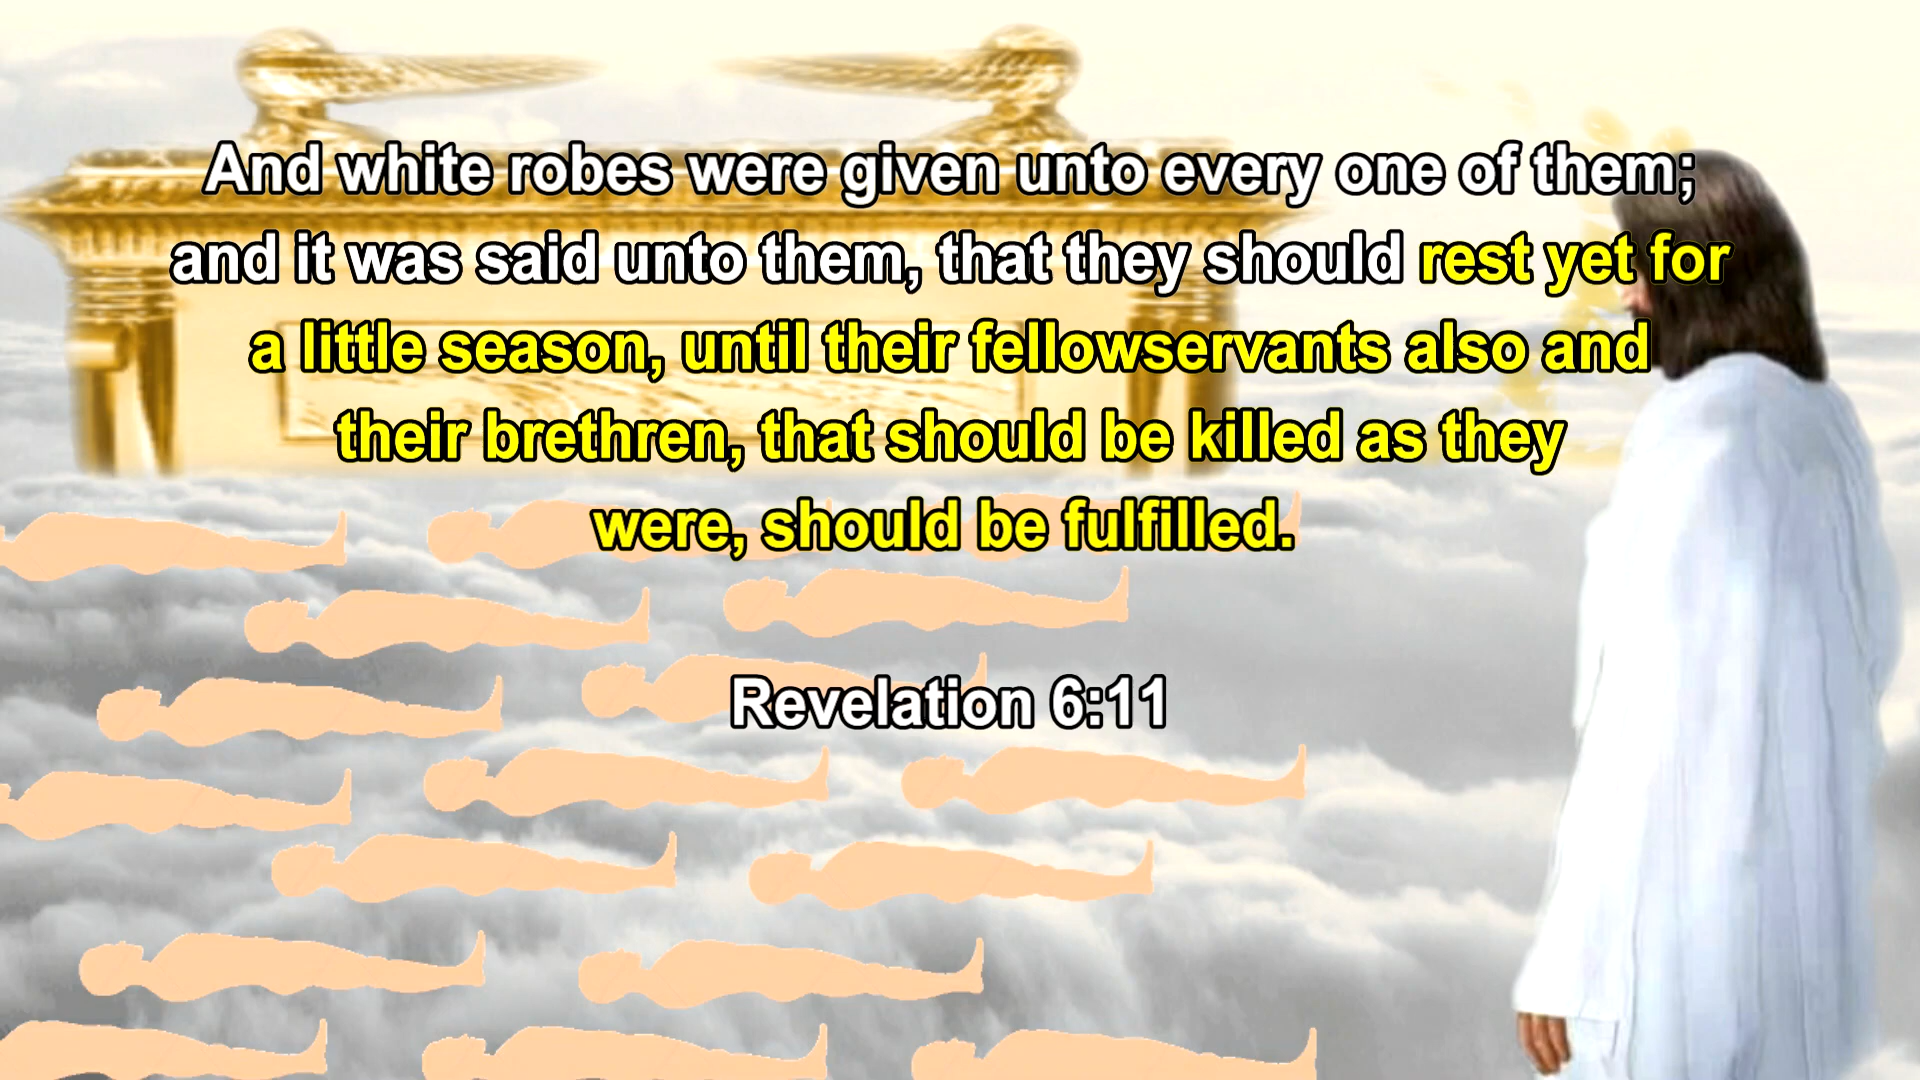 And white robes were given unto every one of them;
and it was said unto them, that they should rest yet for
a little season, until their fellowservants also and
their brethren, that should be killed as they
were, should be fulfilled.
Revelation 6:11